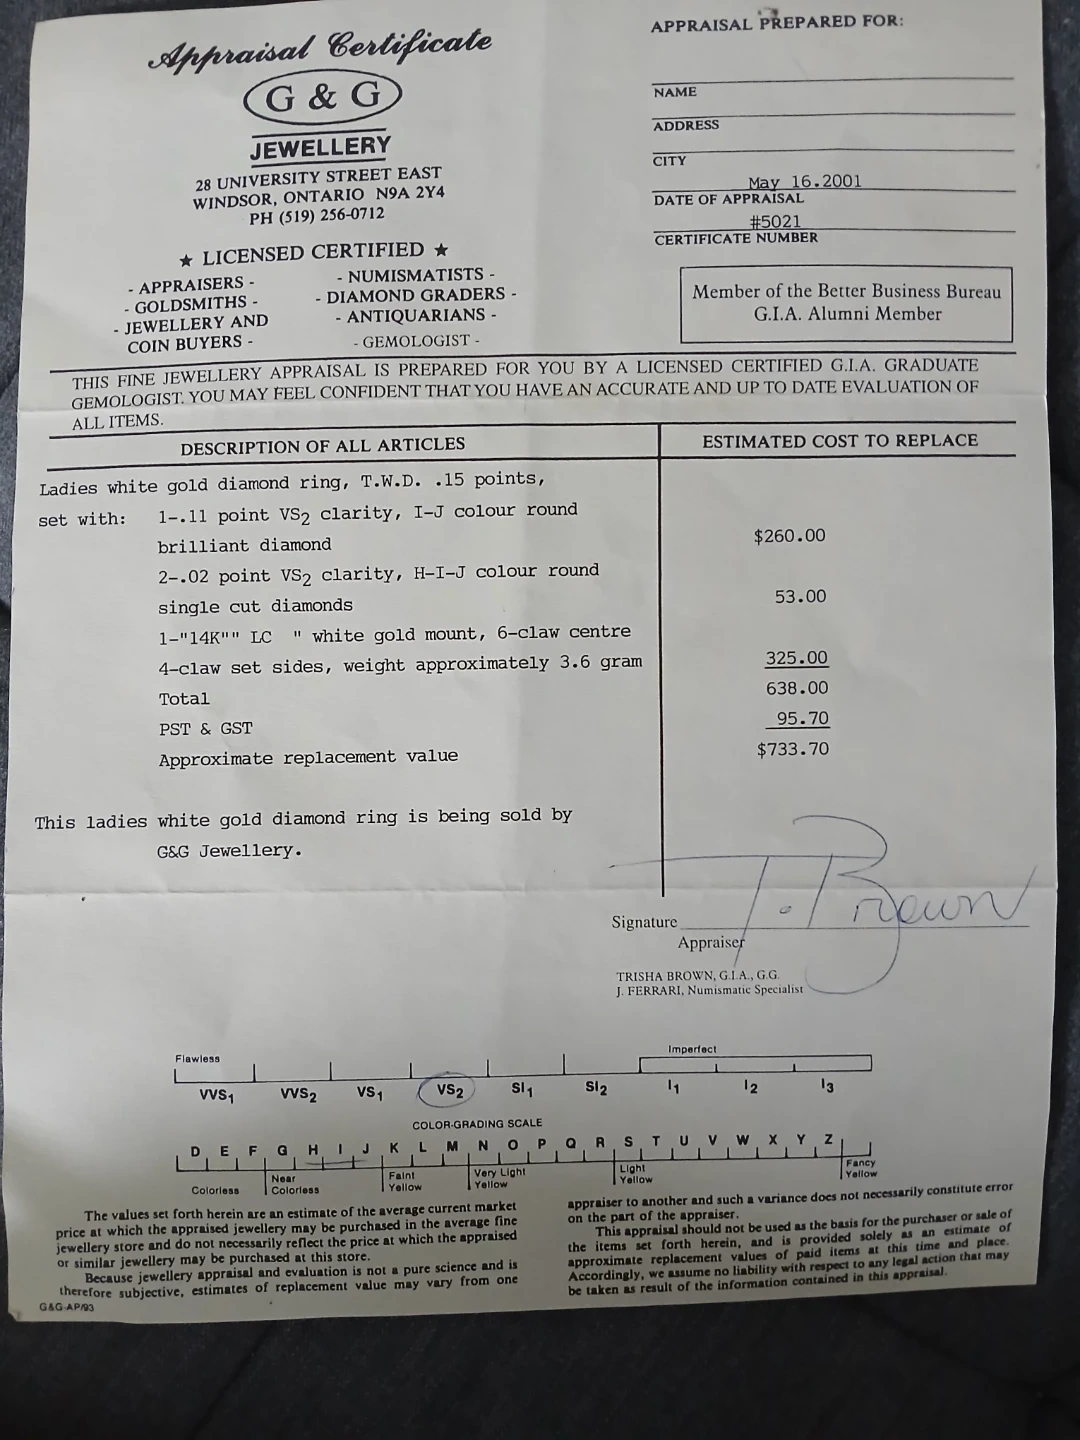 Appraisal Certificate
G & G
JEWELLERY
28 UNIVERSITY STREET EAST
WINDSOR, ONTARIO N9A 2Y4
PH (519) 256-0712
★ LICENSED CERTIFIED ★
- APPRAISERS -
- GOLDSMITHS -
- JEWELLERY AND
COIN BUYERS -
- NUMISMATISTS -
- DIAMOND GRADERS -
- ANTIQUARIANS -
- GEMOLOGIST -
APPRAISAL PREPARED FOR:
NAME
ADDRESS
CITY
May 16.2001
DATE OF APPRAISAL
#5021
CERTIFICATE NUMBER
Member of the Better Business Bureau
G.I.A. Alumni Member
THIS FINE JEWELLERY APPRAISAL IS PREPARED FOR YOU BY A LICENSED CERTIFIED G.I.A. GRADUATE
GEMOLOGIST. YOU MAY FEEL CONFIDENT THAT YOU HAVE AN ACCURATE AND UP TO DATE EVALUATION OF
ALL ITEMS.
DESCRIPTION OF ALL ARTICLES ESTIMATED COST TO REPLACE
Ladies white gold diamond ring, T.W.D. .15 points,
set with: 1-.11 point VS2 clarity, I-J colour round
brilliant diamond $260.00
2-.02 point VS2 clarity, H-I-J colour round
single cut diamonds 53.00
1-"14K"" LC " white gold mount, 6-claw centre
4-claw set sides, weight approximately 3.6 gram 325.00
Total 638.00
PST & GST 95.70
Approximate replacement value $733.70
This ladies white gold diamond ring is being sold by
G&G Jewellery.
Signature T. Brown
Appraiser
TRISHA BROWN, G.I.A., G.G.
J. FERRARI, Numismatic Specialist
Flawless Imperfect
VVS1 VVS2 VS1 VS2 SI1 SI2 I1 I2 I3
COLOR-GRADING SCALE
D E F G H I J K L M N O P Q R S T U V W X Y Z
Colorless
Near
Colorless
Faint
Yellow
Very Light
Yellow
Light
Yellow
Fancy
Yellow
The values set forth herein are an estimate of the average current market
price at which the appraised jewellery may be purchased in the average fine
jewellery store and do not necessarily reflect the price at which the appraised
or similar jewellery may be purchased at this store.
Because jewellery appraisal and evaluation is not a pure science and is
therefore subjective, estimates of replacement value may vary from one
G&G-AP/93
appraiser to another and such a variance does not necessarily constitute error
on the part of the appraiser.
This appraisal should not be used as the basis for the purchaser or sale of
the items set forth herein, and is provided solely as an estimate of
approximate replacement values of paid items at this time and place.
Accordingly, we assume no liability with respect to any legal action that may
be taken as result of the information contained in this appraisal.